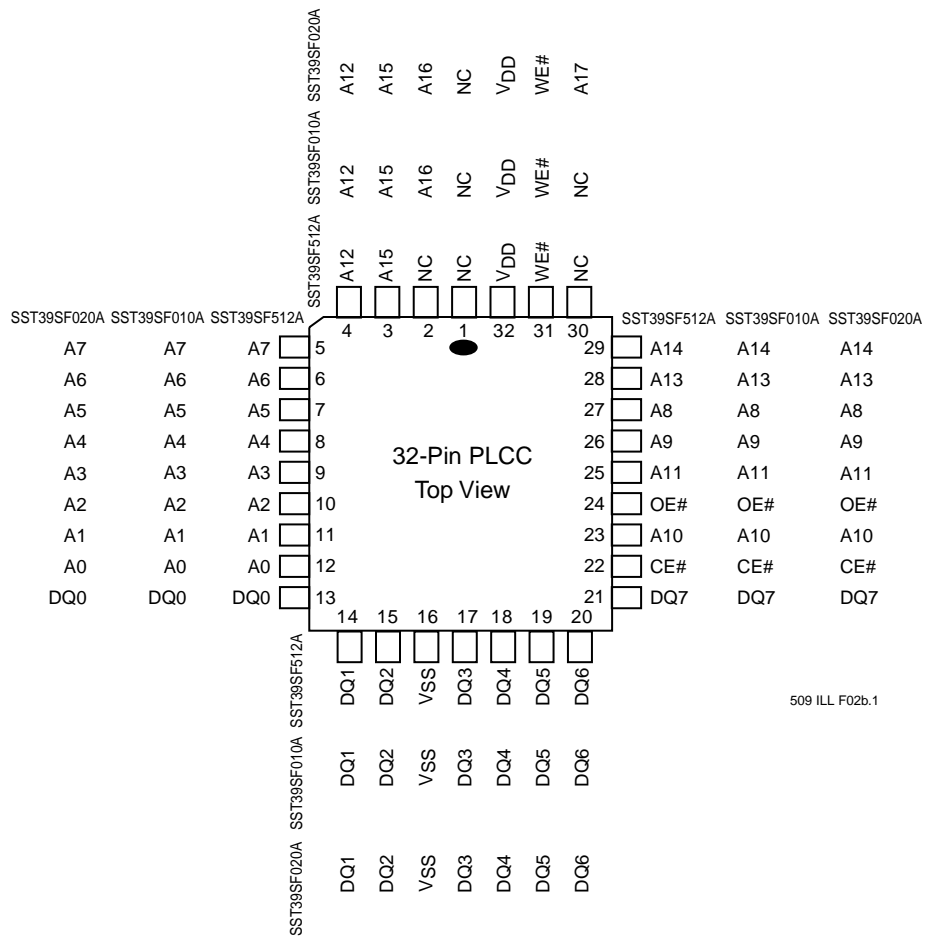 SST39SF020A A12 A15 A16 NC VDD WE# A17
SST39SF010A A12 A15 A16 NC VDD WE# NC
SST39SF512A A12 A15 NC NC VDD WE# NC
4 3 2 1 32 31 30
SST39SF020A SST39SF010A SST39SF512A SST39SF512A SST39SF010A SST39SF020A
A7 A7 A7 5 29 A14 A14 A14
A6 A6 A6 6 28 A13 A13 A13
A5 A5 A5 7 27 A8 A8 A8
A4 A4 A4 8 26 A9 A9 A9
A3 A3 A3 9 25 A11 A11 A11
A2 A2 A2 10 24 OE# OE# OE#
A1 A1 A1 11 23 A10 A10 A10
A0 A0 A0 12 22 CE# CE# CE#
DQ0 DQ0 DQ0 13 21 DQ7 DQ7 DQ7
32-Pin PLCC
Top View
14 15 16 17 18 19 20
SST39SF512A DQ1 DQ2 VSS DQ3 DQ4 DQ5 DQ6
SST39SF010A DQ1 DQ2 VSS DQ3 DQ4 DQ5 DQ6
SST39SF020A DQ1 DQ2 VSS DQ3 DQ4 DQ5 DQ6
509 ILL F02b.1